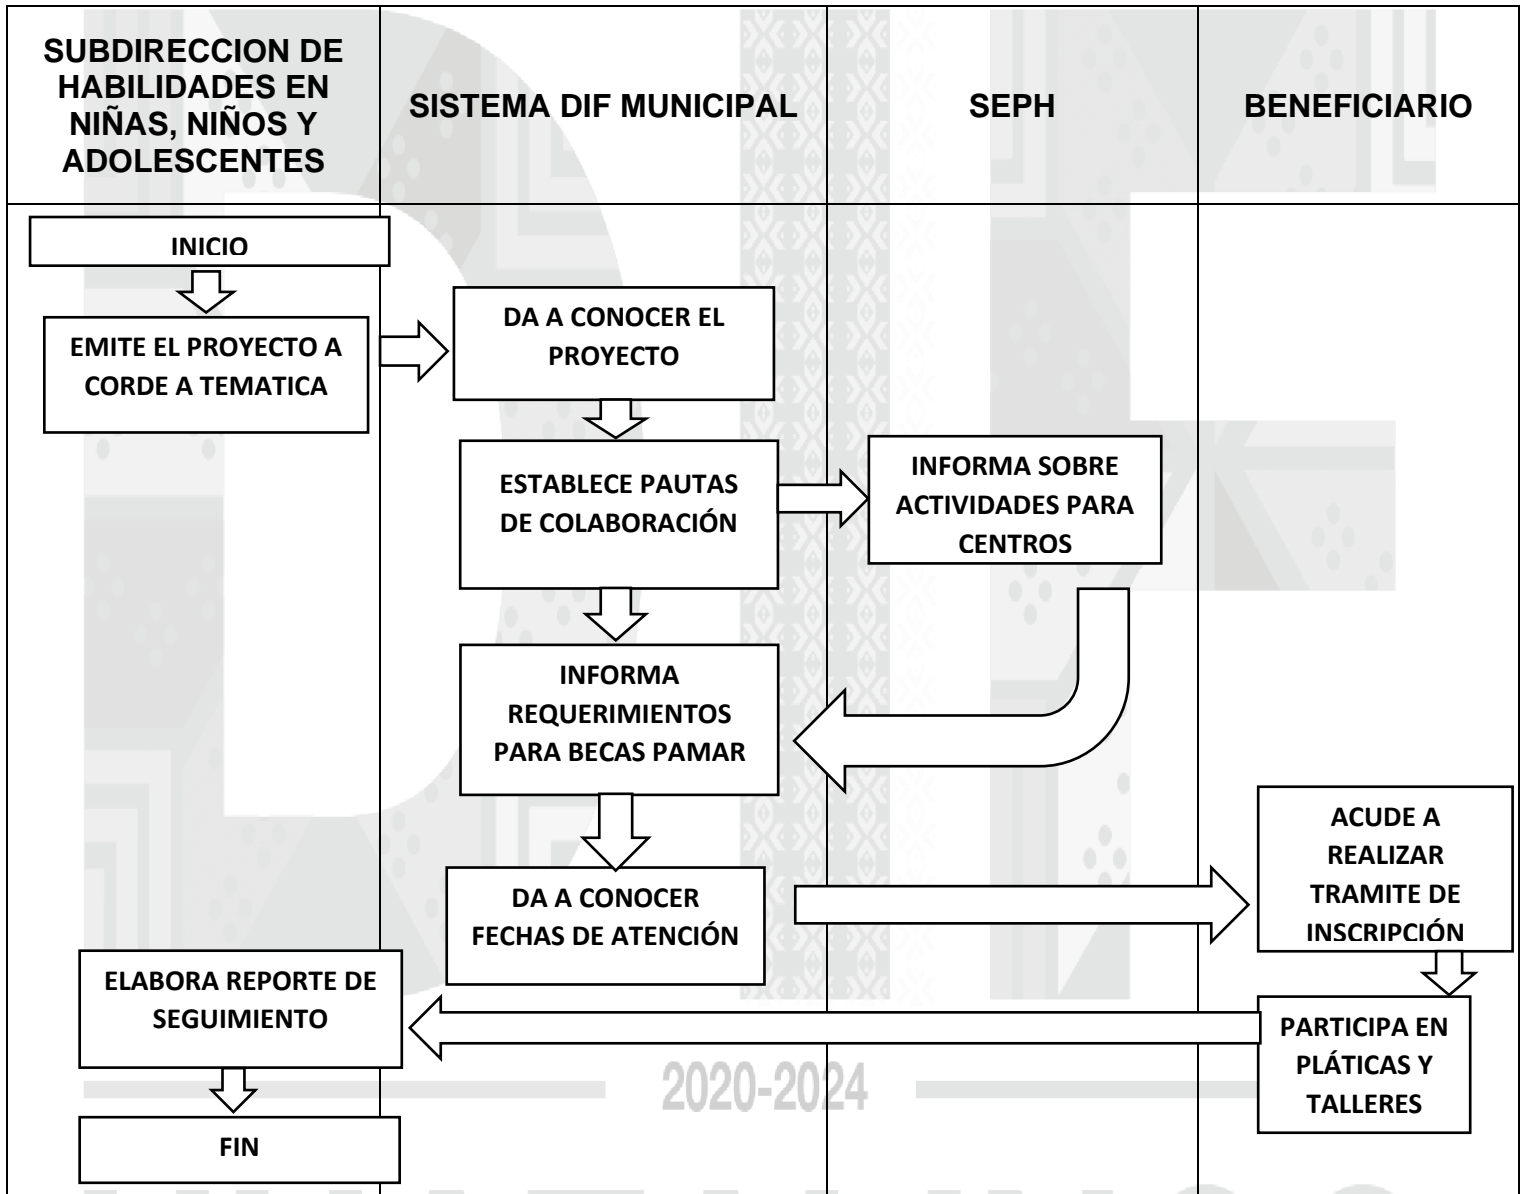 SUBDIRECCION DE
HABILIDADES EN
NIÑAS, NIÑOS Y
ADOLESCENTES
SISTEMA DIF MUNICIPAL
SEPH
BENEFICIARIO
INICIO
EMITE EL PROYECTO A
CORDE A TEMATICA
DA A CONOCER EL
PROYECTO
ESTABLECE PAUTAS
DE COLABORACIÓN
INFORMA SOBRE
ACTIVIDADES PARA
CENTROS
INFORMA
REQUERIMIENTOS
PARA BECAS PAMAR
DA A CONOCER
FECHAS DE ATENCIÓN
ACUDE A
REALIZAR
TRAMITE DE
INSCRIPCIÓN
PARTICIPA EN
PLÁTICAS Y
TALLERES
ELABORA REPORTE DE
SEGUIMIENTO
FIN
DIF
2020-2024